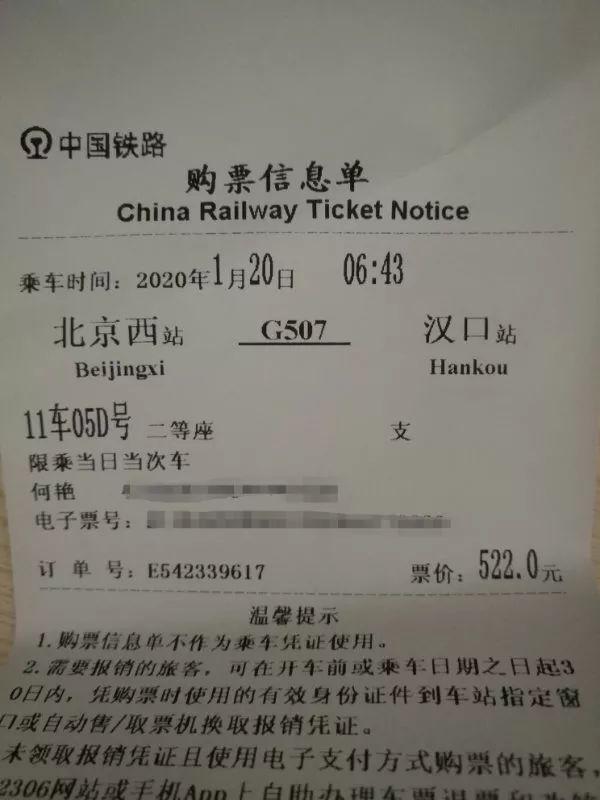 中国铁路
购票信息单
China Railway Ticket Notice
乘车时间：2020年1月20日 06:43
北京西站 G507 汉口站
Beijingxi Hankou
11车05D号 二等座 支
限乘当日当次车
何艳
电子票号：
订单号：E542339617 票价：522.0元
温馨提示
1.购票信息单不作为乘车凭证使用。
2.需要报销的旅客，可在开车前或乘车日期之日起3
0日内，凭购票时使用的有效身份证件到车站指定窗
口或自动售/取票机换取报销凭证。
未领取报销凭证且使用电子支付方式购票的旅客，
2306网站或手机App上自助办理车票退票和